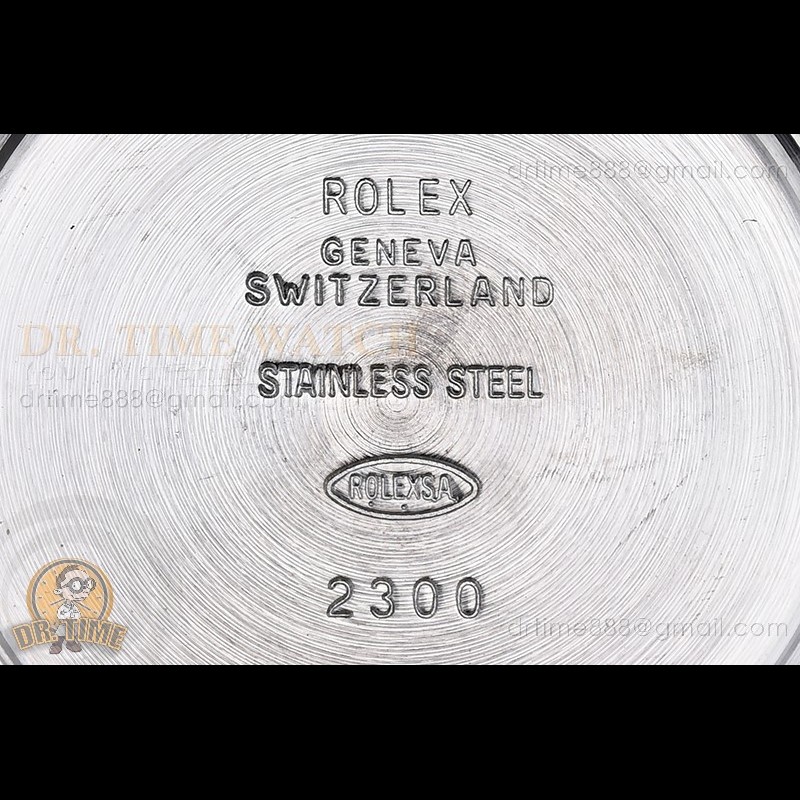 drtime888@gmail.com
ROLEX
GENEVA
SWITZERLAND
DR. TIME WATCH
STAINLESS STEEL
drtime888@gmail.com
ROLEXSA
2300
DR. TIME
drtime888@gmail.com